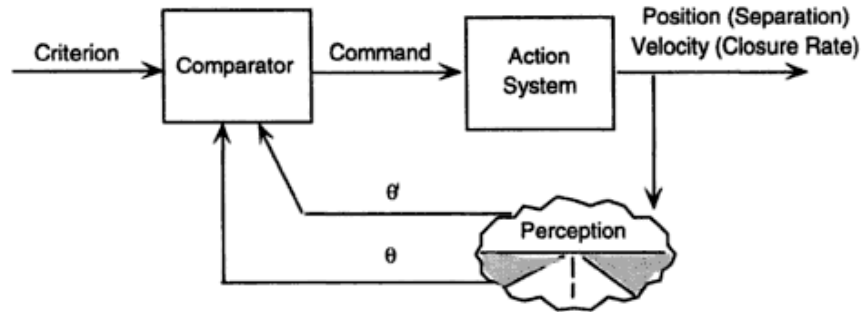 Position (Separation)
Velocity (Closure Rate)
Criterion
Comparator
Command
Action
System
θ'
Perception
θ